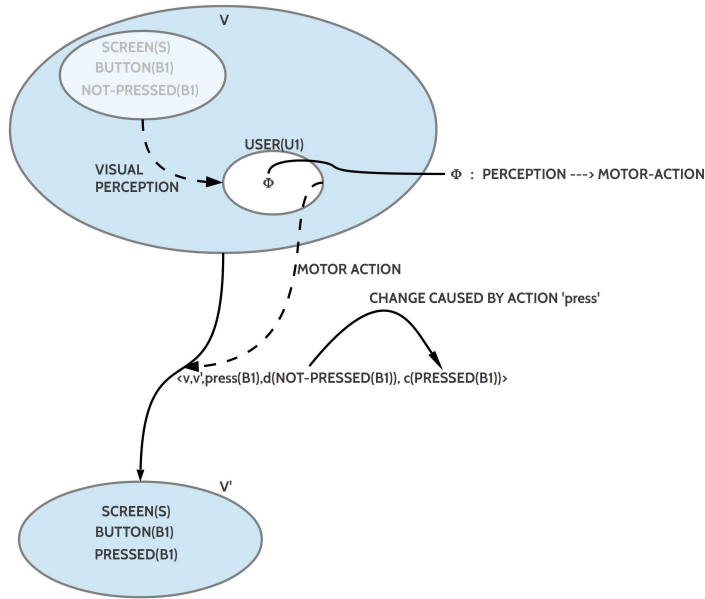 V
SCREEN(S)
BUTTON(B1)
NOT-PRESSED(B1)
USER(U1)
VISUAL
PERCEPTION
Φ
Φ : PERCEPTION ---> MOTOR-ACTION
MOTOR ACTION
CHANGE CAUSED BY ACTION 'press'
<v,v',press(B1),d(NOT-PRESSED(B1)), c(PRESSED(B1))>
V'
SCREEN(S)
BUTTON(B1)
PRESSED(B1)